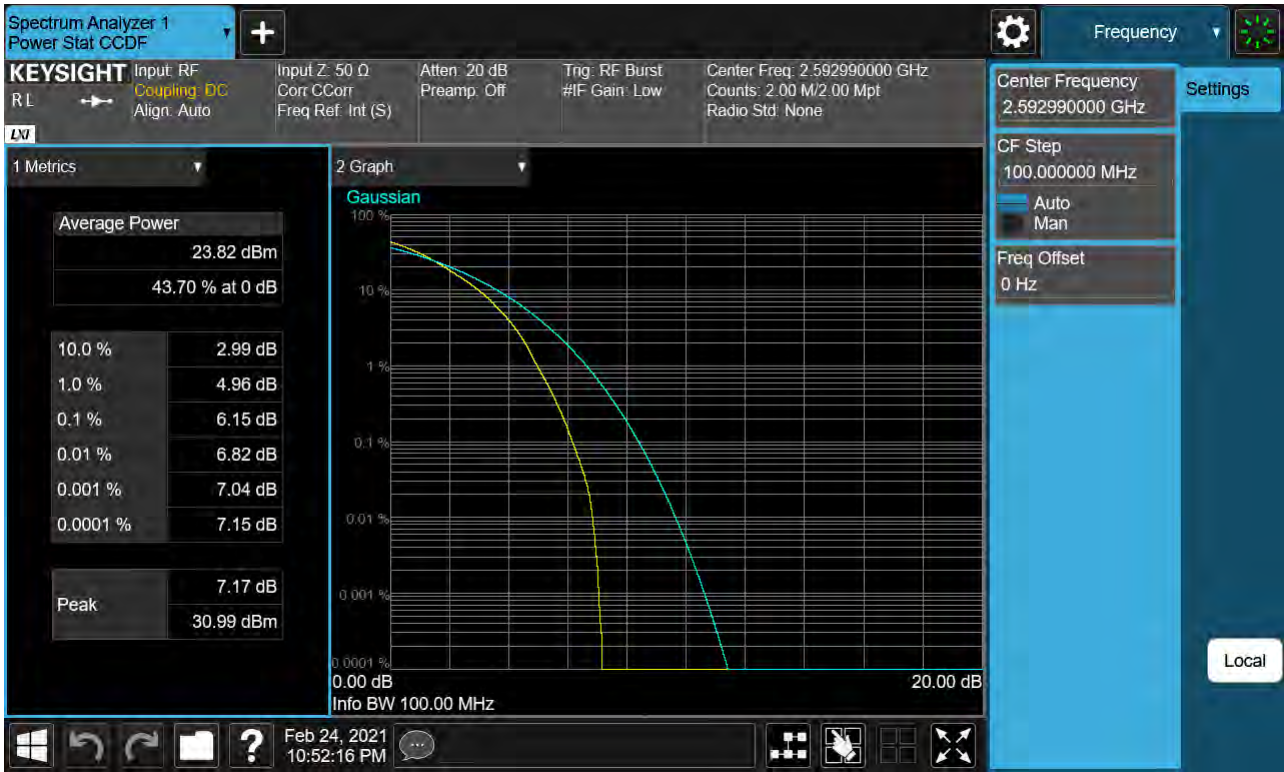 Spectrum Analyzer 1
Power Stat CCDF
+
Frequency
KEYSIGHT
RL
LXI
Input: RF
Coupling: DC
Align: Auto
Input Z: 50 Ω
Corr CCorr
Freq Ref: Int (S)
Atten: 20 dB
Preamp: Off
Trig: RF Burst
#IF Gain: Low
Center Freq: 2.592990000 GHz
Counts: 2.00 M/2.00 Mpt
Radio Std: None
Center Frequency
2.592990000 GHz
Settings
CF Step
100.000000 MHz
Auto
Man
Freq Offset
0 Hz
1 Metrics
Average Power
23.82 dBm
43.70 % at 0 dB
10.0 % 2.99 dB
1.0 % 4.96 dB
0.1 % 6.15 dB
0.01 % 6.82 dB
0.001 % 7.04 dB
0.0001 % 7.15 dB
Peak
7.17 dB
30.99 dBm
2 Graph
Gaussian
100 %
10 %
1 %
0.1 %
0.01 %
0.001 %
0.0001 %
0.00 dB 20.00 dB
Info BW 100.00 MHz
Local
?
Feb 24, 2021
10:52:16 PM